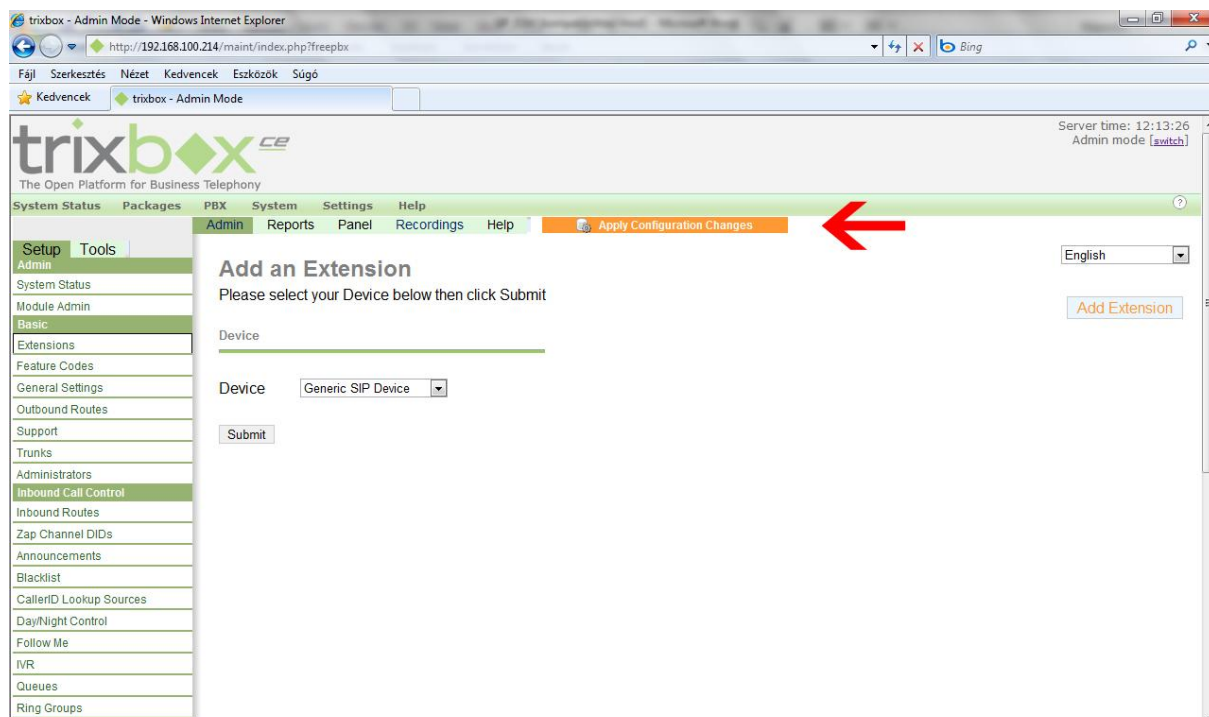 trixbox - Admin Mode - Windows Internet Explorer
http://192.168.100.214/maint/index.php?freepbx
Bing
Fájl Szerkesztés Nézet Kedvencek Eszközök Súgó
Kedvencek trixbox - Admin Mode
trixbox ce
The Open Platform for Business Telephony
Server time: 12:13:26
Admin mode [switch]
System Status Packages PBX System Settings Help
Admin Reports Panel Recordings Help Apply Configuration Changes
Setup Tools
English
Add Extension
Admin
System Status
Module Admin
Basic
Extensions
Feature Codes
General Settings
Outbound Routes
Support
Trunks
Administrators
Inbound Call Control
Inbound Routes
Zap Channel DIDs
Announcements
Blacklist
CallerID Lookup Sources
Day/Night Control
Follow Me
IVR
Queues
Ring Groups
Add an Extension
Please select your Device below then click Submit
Device
Device Generic SIP Device
Submit